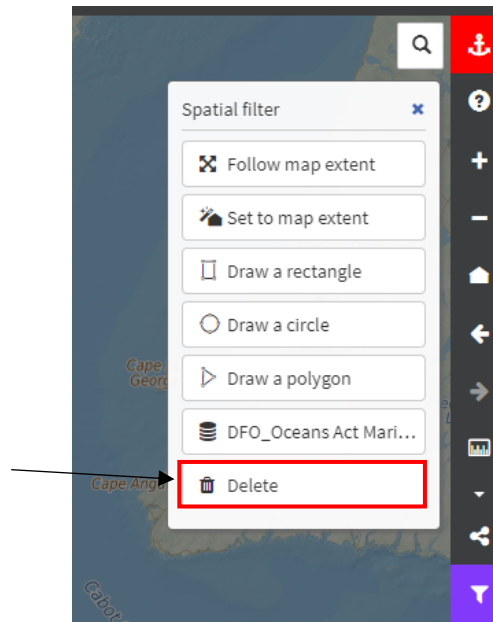 Spatial filter
Follow map extent
Set to map extent
Draw a rectangle
Draw a circle
Draw a polygon
Cape
Georg
DFO_Oceans Act Mari...
Delete
Cape Angu
Cabot